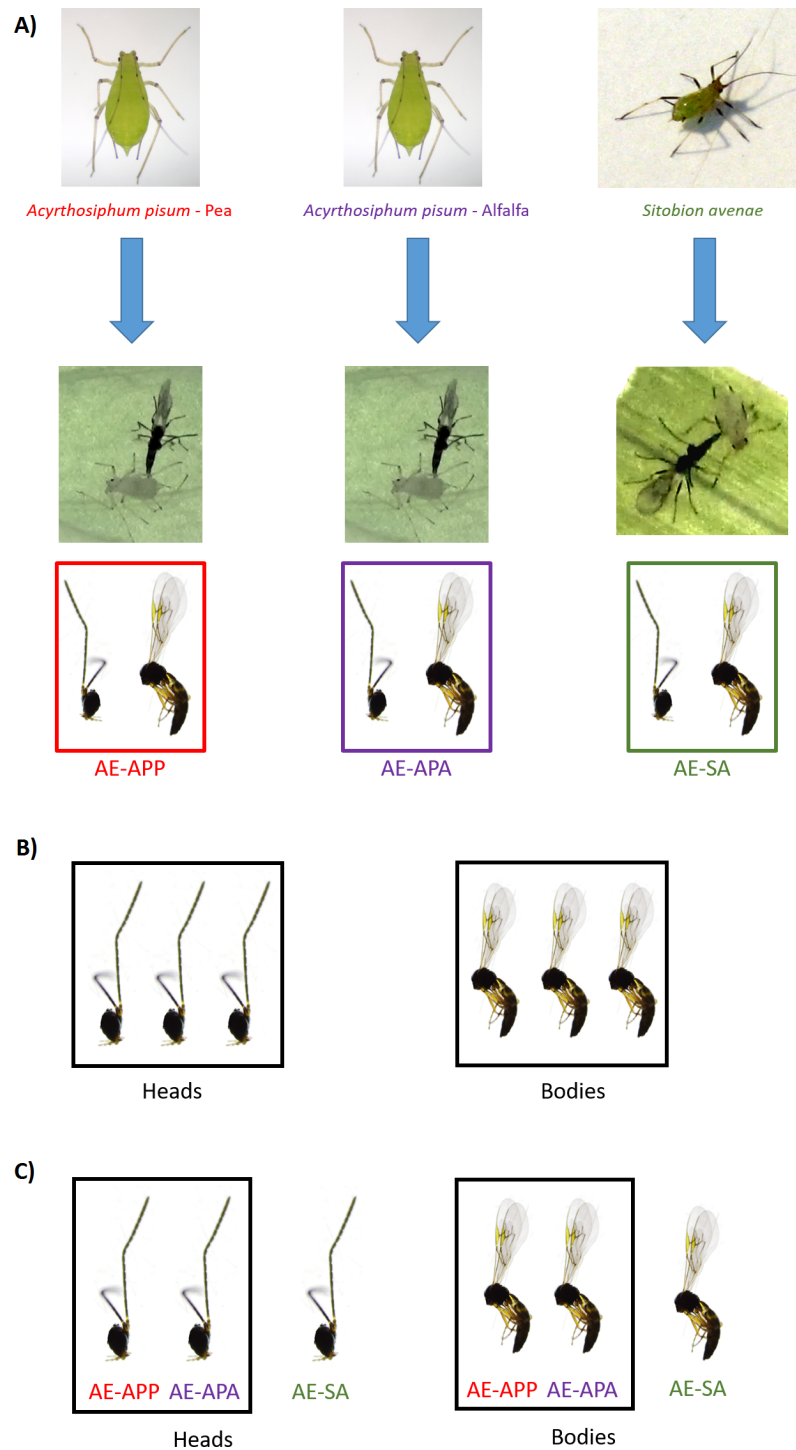 A)
Acyrthosiphum pisum - Pea
Acyrthosiphum pisum - Alfalfa
Sitobion avenae
AE-APP
AE-APA
AE-SA
B)
Heads
Bodies
C)
AE-APP AE-APA AE-SA
AE-APP AE-APA AE-SA
Heads
Bodies